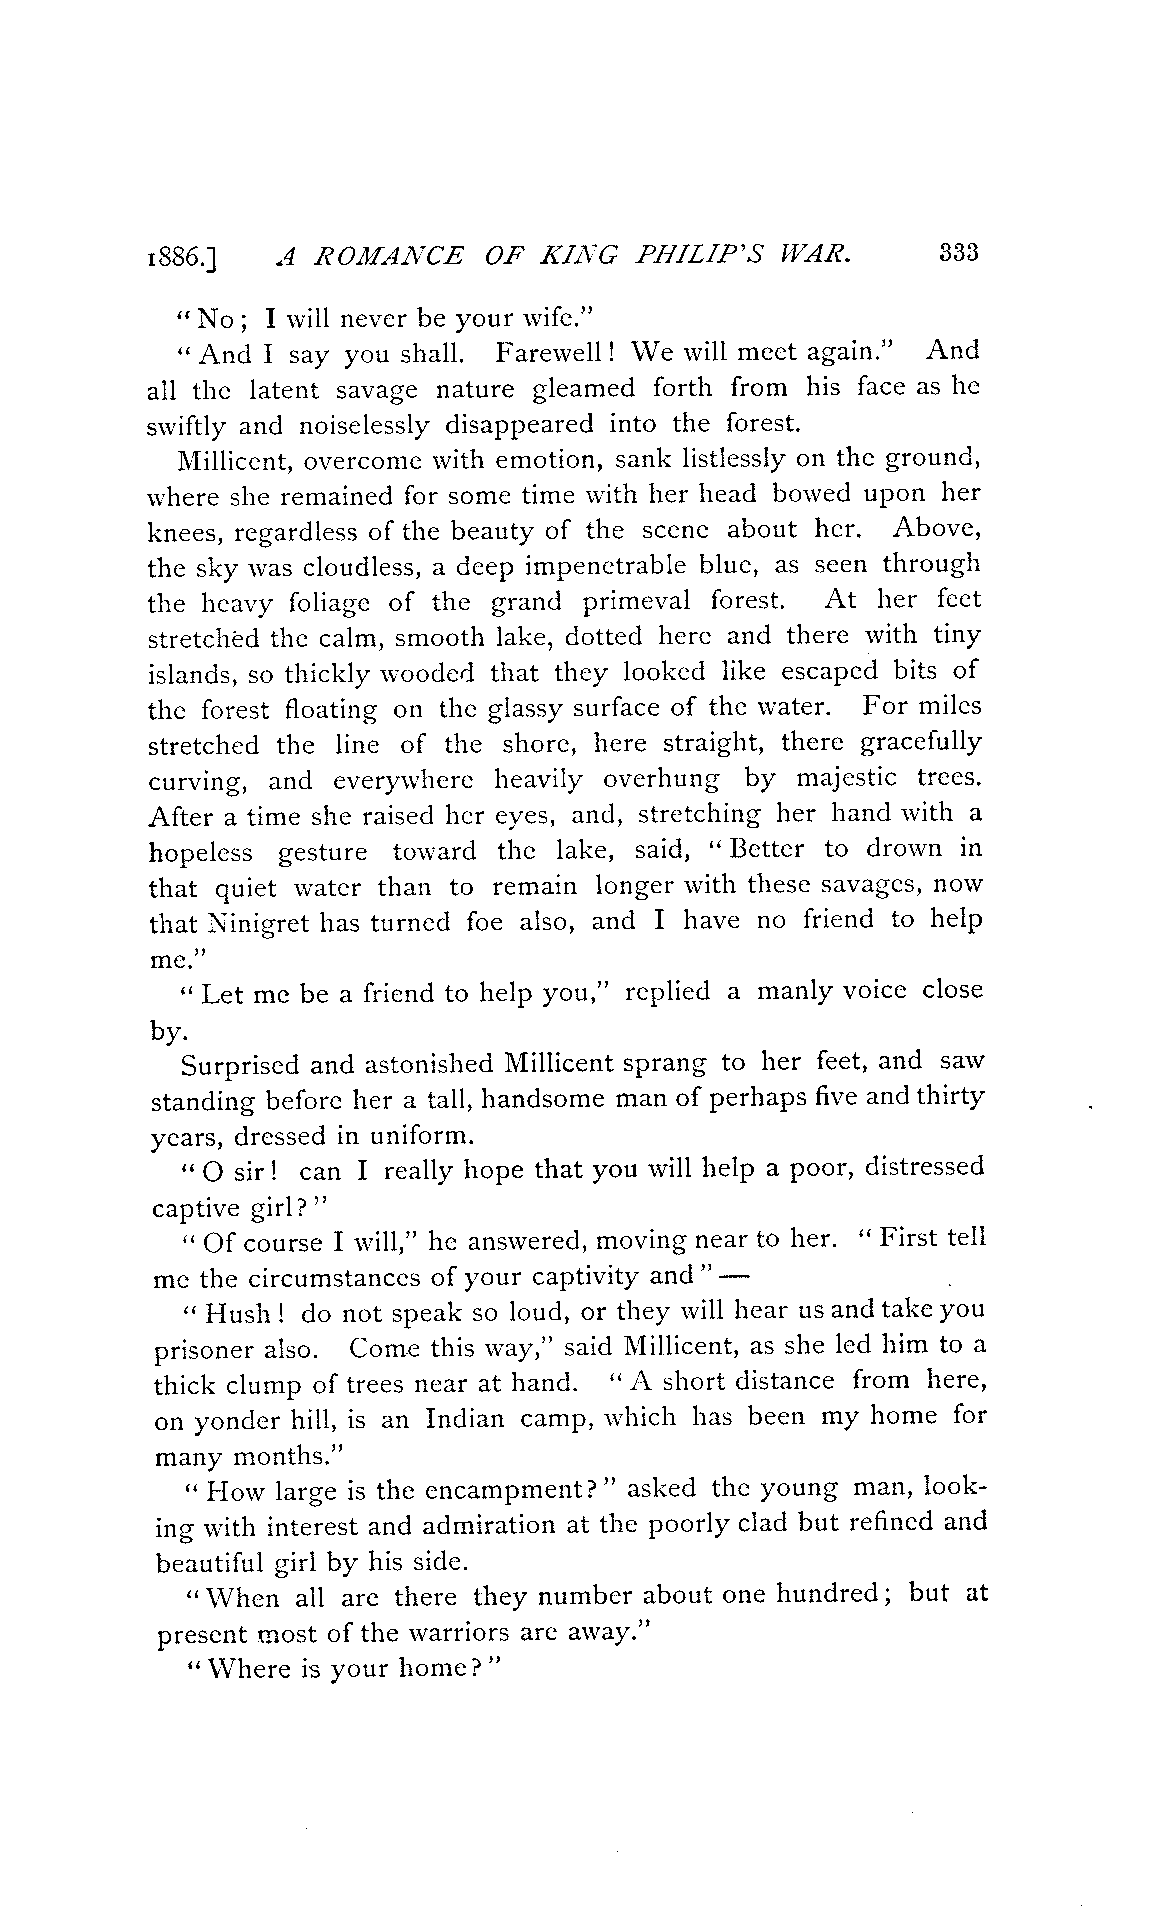 1886.] A ROMANCE OF KING PHILIP'S WAR. 333
"No; I will never be your wife."
"And I say you shall. Farewell! We will meet again." And
all the latent savage nature gleamed forth from his face as he
swiftly and noiselessly disappeared into the forest.
Millicent, overcome with emotion, sank listlessly on the ground,
where she remained for some time with her head bowed upon her
knees, regardless of the beauty of the scene about her. Above,
the sky was cloudless, a deep impenetrable blue, as seen through
the heavy foliage of the grand primeval forest. At her feet
stretched the calm, smooth lake, dotted here and there with tiny
islands, so thickly wooded that they looked like escaped bits of
the forest floating on the glassy surface of the water. For miles
stretched the line of the shore, here straight, there gracefully
curving, and everywhere heavily overhung by majestic trees.
After a time she raised her eyes, and, stretching her hand with a
hopeless gesture toward the lake, said, "Better to drown in
that quiet water than to remain longer with these savages, now
that Ninigret has turned foe also, and I have no friend to help
me."
"Let me be a friend to help you," replied a manly voice close
by.
Surprised and astonished Millicent sprang to her feet, and saw
standing before her a tall, handsome man of perhaps five and thirty
years, dressed in uniform.
"O sir! can I really hope that you will help a poor, distressed
captive girl?"
"Of course I will," he answered, moving near to her. "First tell
me the circumstances of your captivity and"—
"Hush! do not speak so loud, or they will hear us and take you
prisoner also. Come this way," said Millicent, as she led him to a
thick clump of trees near at hand. "A short distance from here,
on yonder hill, is an Indian camp, which has been my home for
many months."
"How large is the encampment?" asked the young man, look-
ing with interest and admiration at the poorly clad but refined and
beautiful girl by his side.
"When all are there they number about one hundred; but at
present most of the warriors are away."
"Where is your home?"